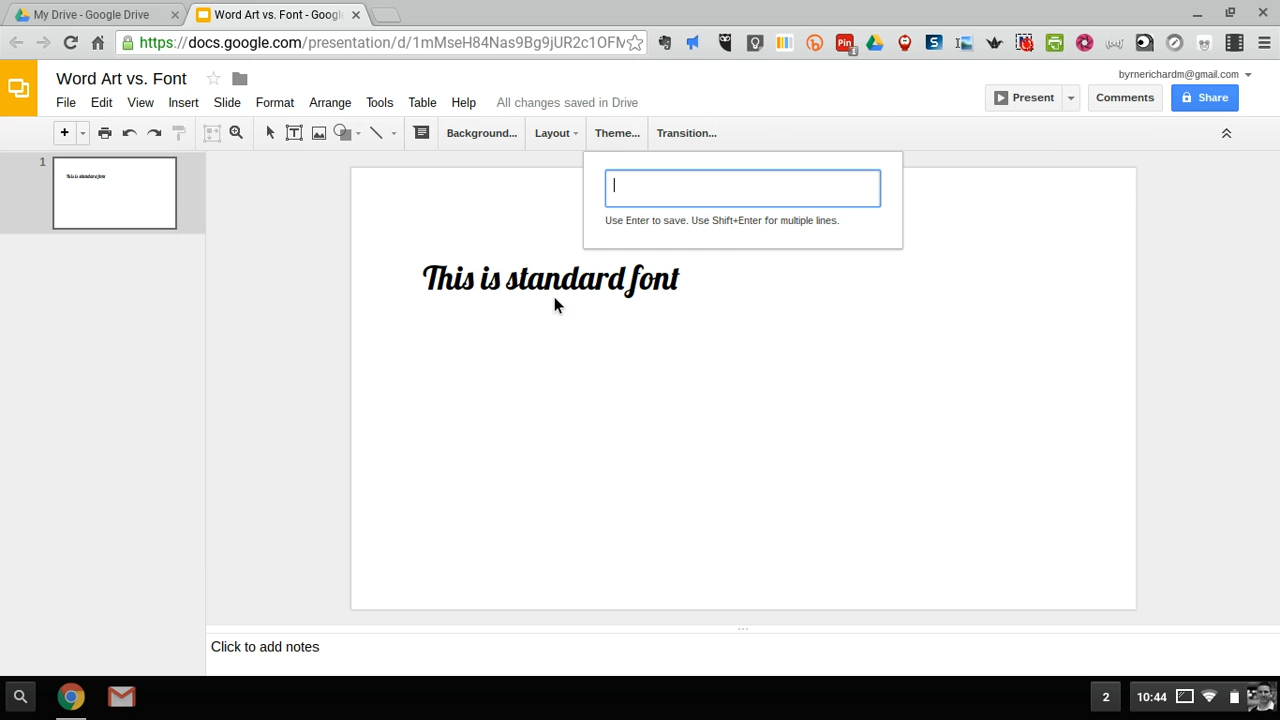 My Drive - Google Drive
Word Art vs. Font - Googl
https://docs.google.com/presentation/d/1mMseH84Nas9Bg9jUR2c1OFM
Word Art vs. Font
byrnerichardm@gmail.com
File Edit View Insert Slide Format Arrange Tools Table Help All changes saved in Drive
Present Comments Share
Background... Layout Theme... Transition...
1
This is standard font
Use Enter to save. Use Shift+Enter for multiple lines.
This is standard font
Click to add notes
2 10:44